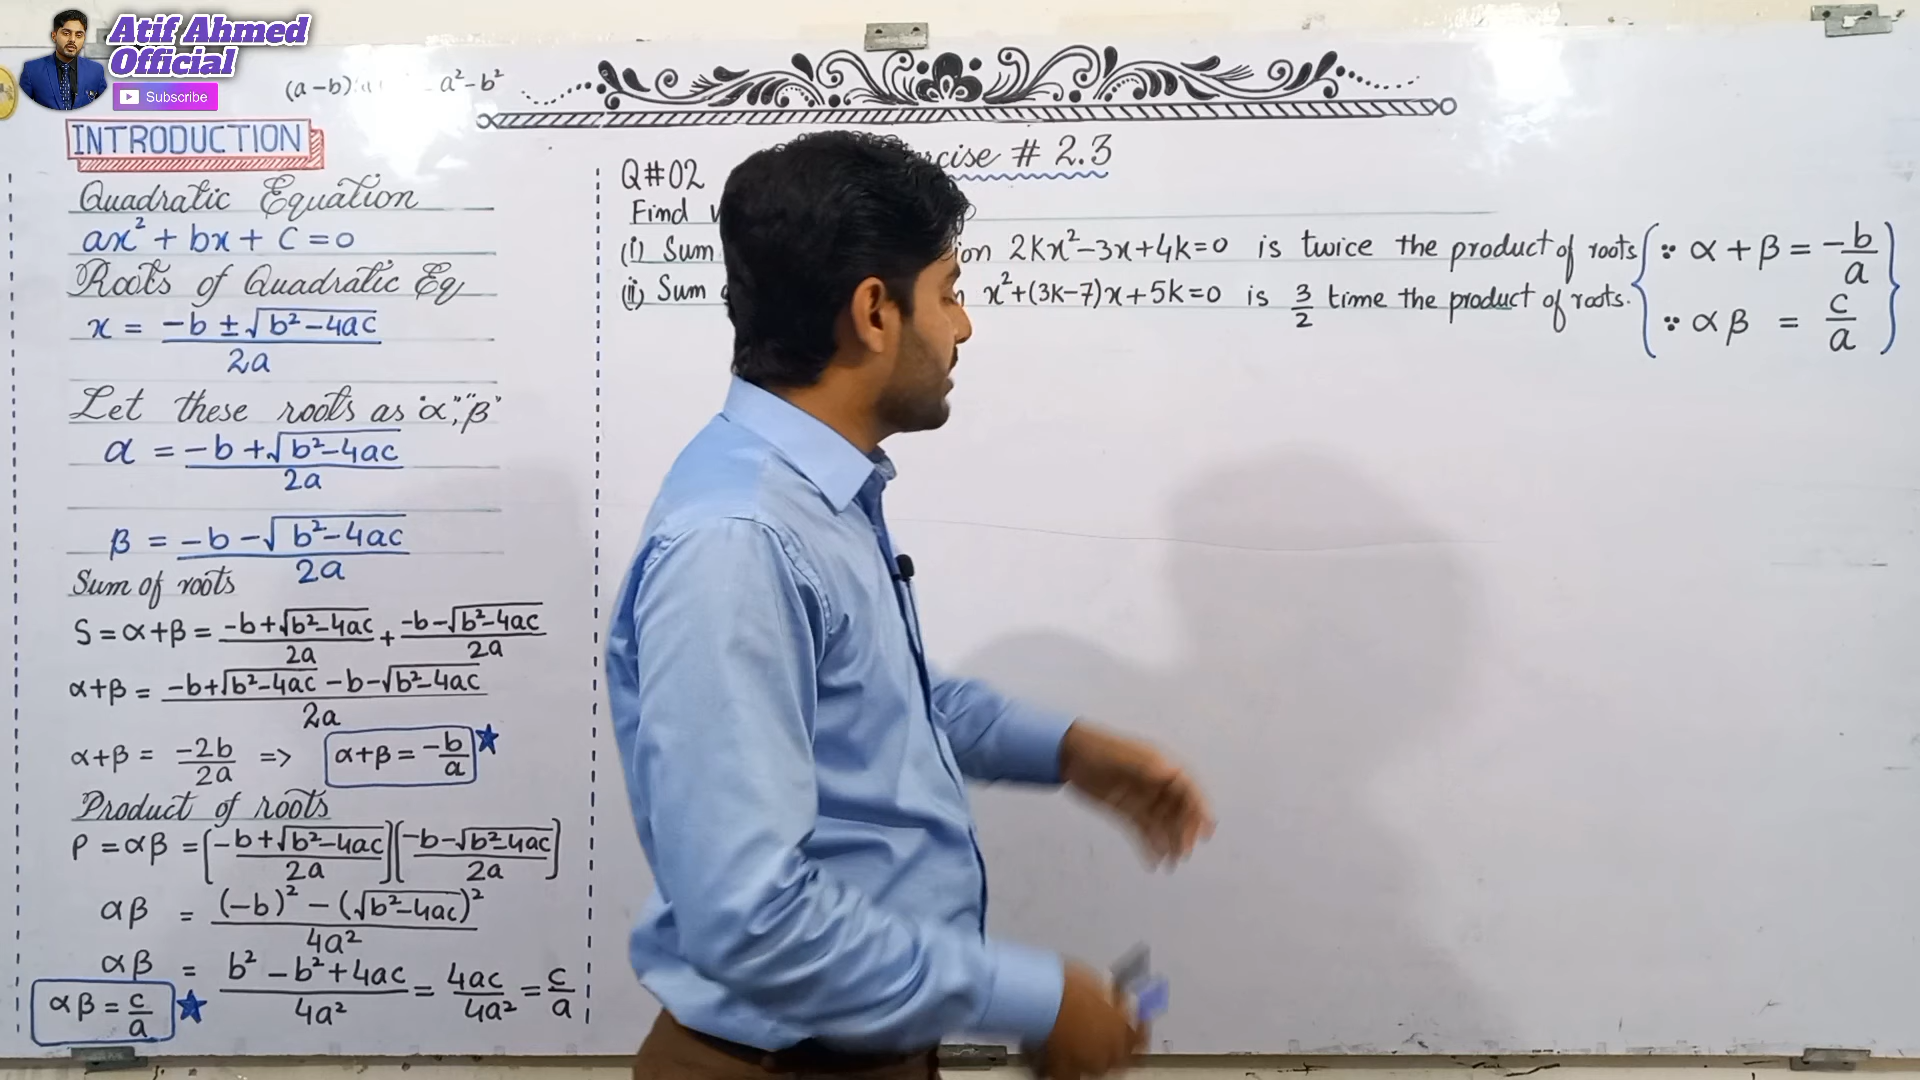 Atif Ahmed
Official
Subscribe
(a-b) - a²-b²
INTRODUCTION
Quadratic Equation
ax²+bx+c=0
Roots of Quadratic Eq
x = -b ± √b²-4ac / 2a
Let these roots as "α", "β"
α = -b + √b²-4ac / 2a
β = -b - √b²-4ac / 2a
Sum of roots
S = α+β = -b+√b²-4ac / 2a + -b-√b²-4ac / 2a
α+β = -b+√b²-4ac -b-√b²-4ac / 2a
α+β = -2b / 2a => α+β = -b/a
Product of roots
P = αβ = [-b+√b²-4ac / 2a][-b-√b²-4ac / 2a]
αβ = (-b)² - (√b²-4ac)² / 4a²
αβ = b² - b² + 4ac / 4a² = 4ac / 4a² = c/a
αβ = c/a
# 2.3
Q#02
Find
(i) Sum 2kx²-3x+4k=0 is twice the product of roots
(ii) Sum x²+(3k-7)x+5k=0 is 3/2 time the product of roots.
∵ α+β = -b/a
∵ αβ = c/a